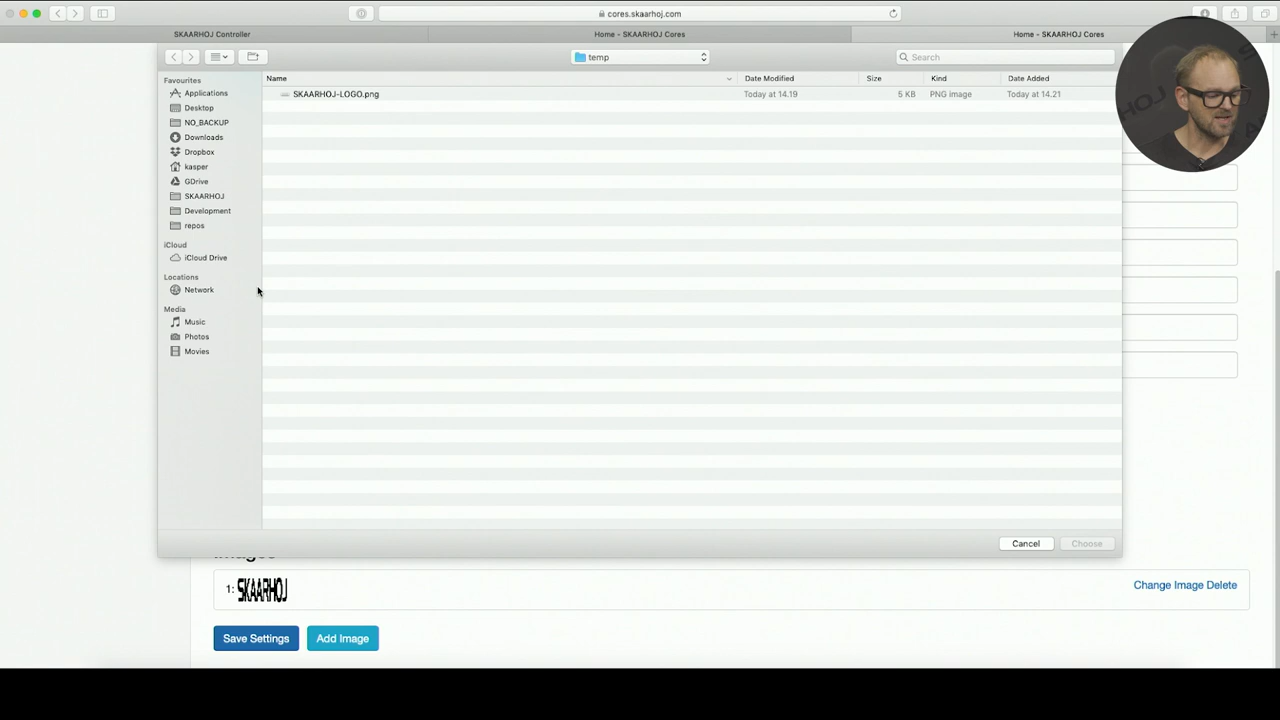 cores.skaarhoj.com
SKAARHOJ Controller
Home - SKAARHOJ Cores
Home - SKAARHOJ Cores
temp
Search
Favourites
Applications
Desktop
NO_BACKUP
Downloads
Dropbox
kasper
GDrive
SKAARHOJ
Development
repos
iCloud
iCloud Drive
Locations
Network
Media
Music
Photos
Movies
Name Date Modified Size Kind Date Added
SKAARHOJ-LOGO.png Today at 14.19 5 KB PNG image Today at 14.21
Cancel Choose
1: SKAARHOJ
Change Image Delete
Save Settings Add Image